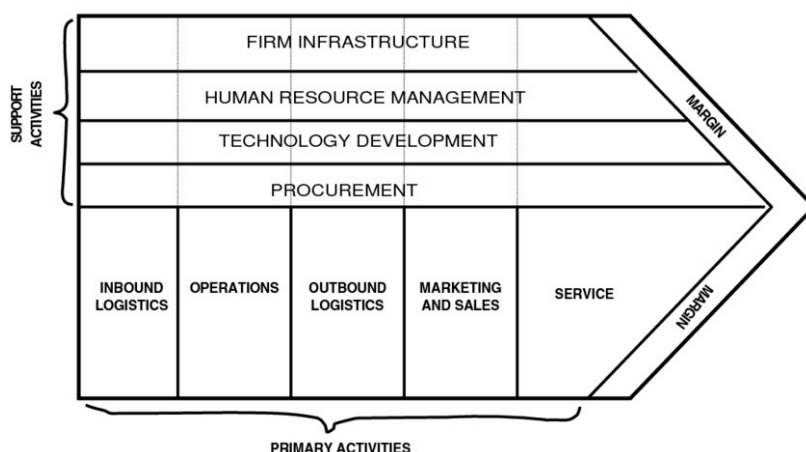 FIRM INFRASTRUCTURE
HUMAN RESOURCE MANAGEMENT
TECHNOLOGY DEVELOPMENT
PROCUREMENT
SUPPORT
ACTIVITIES
MARGIN
MARGIN
INBOUND
LOGISTICS
OPERATIONS
OUTBOUND
LOGISTICS
MARKETING
AND SALES
SERVICE
PRIMARY ACTIVITIES